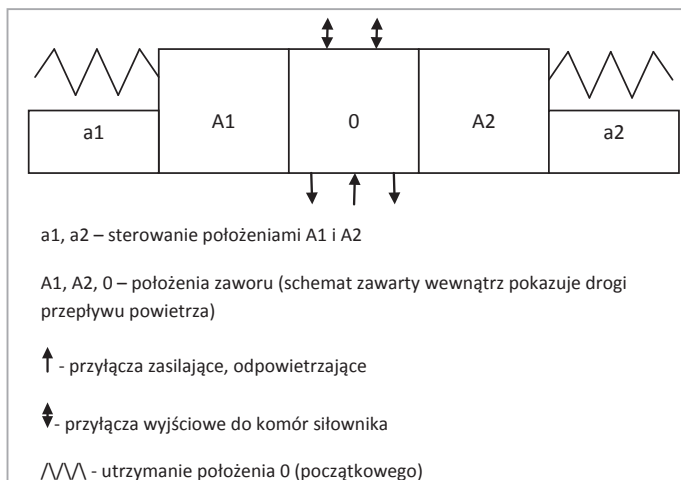 a1 A1 0 A2 a2
a1, a2 – sterowanie położeniami A1 i A2
A1, A2, 0 – położenia zaworu (schemat zawarty wewnątrz pokazuje drogi
przepływu powietrza)
- przyłącza zasilające, odpowietrzające
- przyłącza wyjściowe do komór siłownika
- utrzymanie położenia 0 (początkowego)